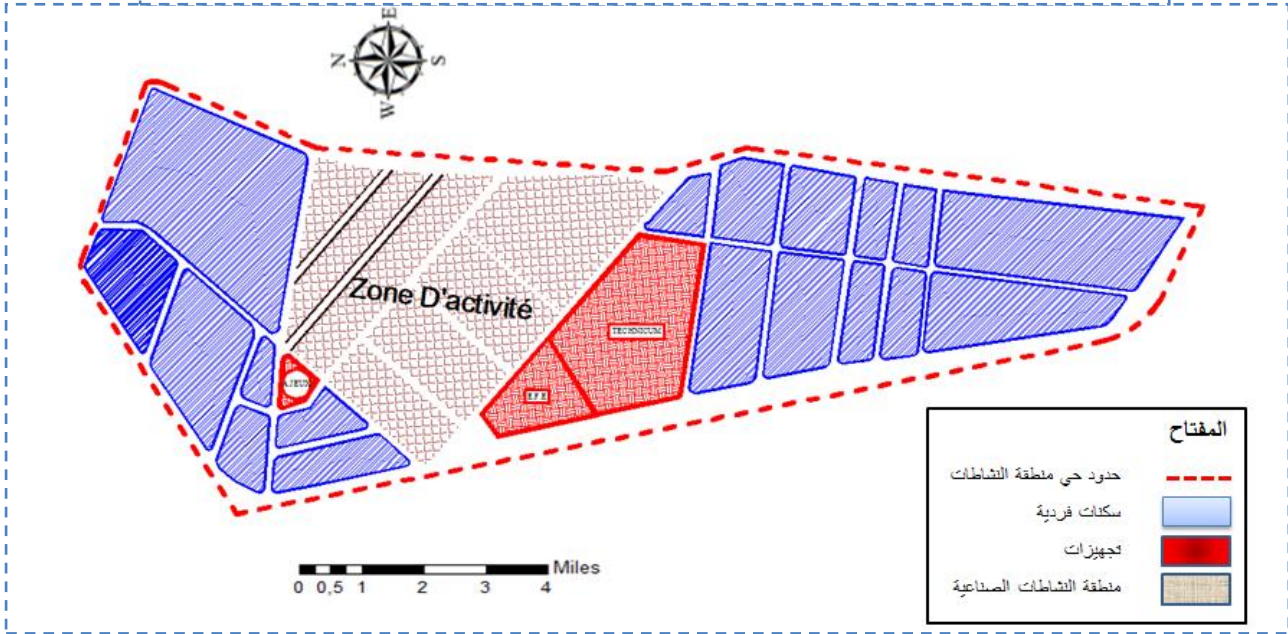 E
N
S
W
Zone D'activité
TECHNICUM
E.F.E
A.JEUX
Miles
0 0,5 1 2 3 4
المفتاح
حدود حي منطقة النشاطات
سكنات فردية
تجهيزات
منطقة النشاطات الصناعية